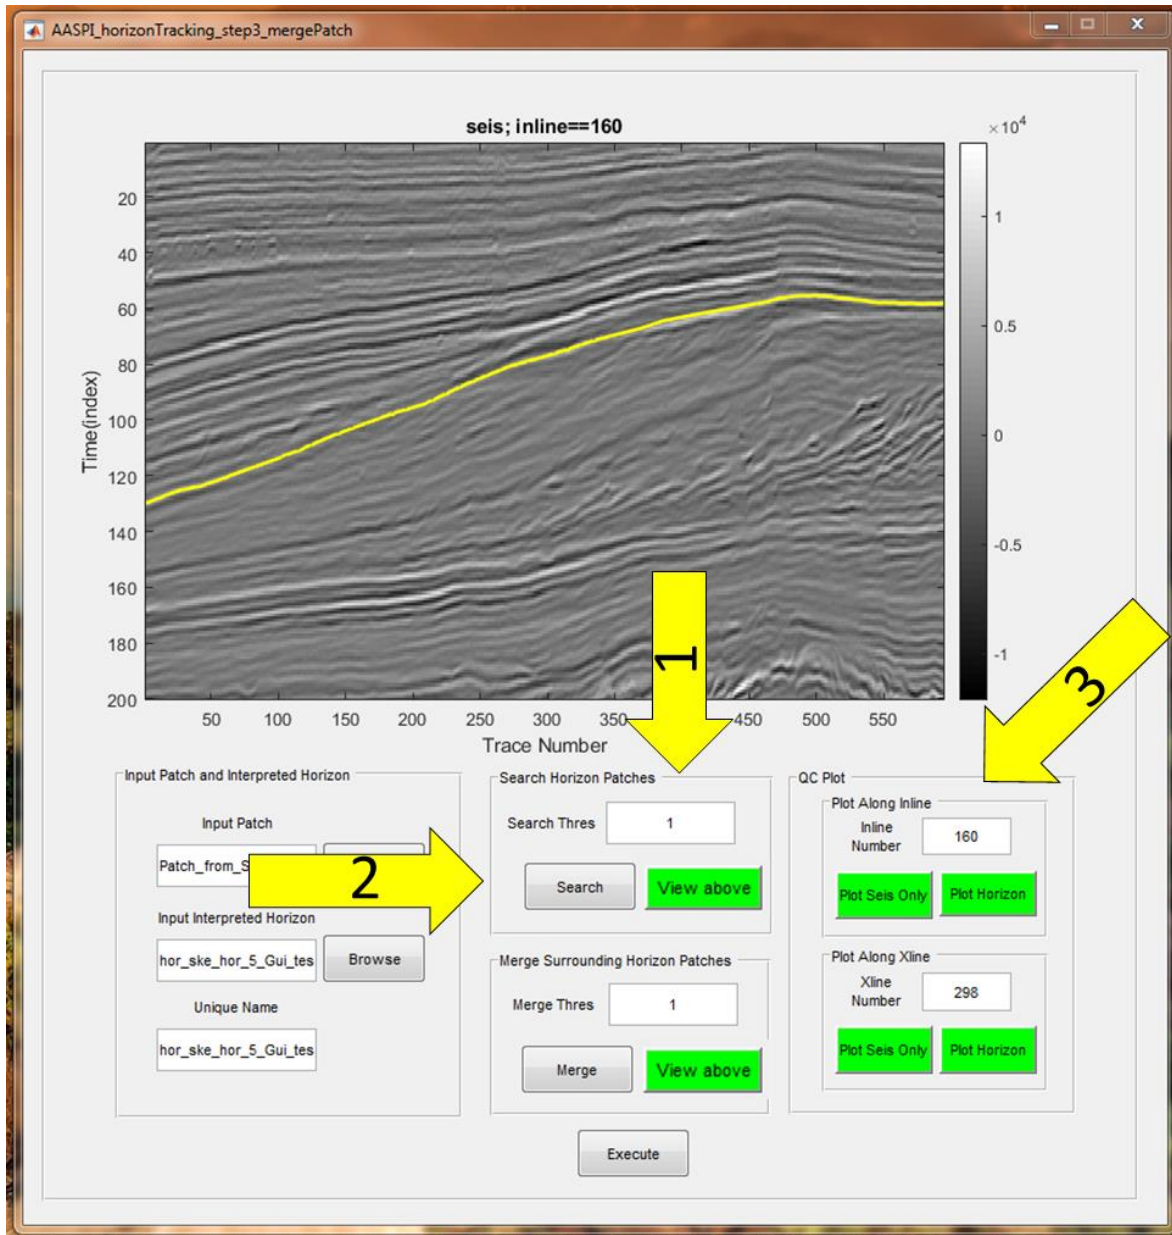 AASPI_horizonTracking_step3_mergePatch
seis; inline==160
×10^4
20
40
60
80
100
120
140
160
180
200
Time(index)
50
100
150
200
250
300
350
450
500
550
Trace Number
1
0.5
0
-0.5
-1
1
2
3
Input Patch and Interpreted Horizon
Input Patch
Patch_from_S
Input Interpreted Horizon
hor_ske_hor_5_Gui_tes
Browse
Unique Name
hor_ske_hor_5_Gui_tes
Search Horizon Patches
Search Thres
1
Search
View above
Merge Surrounding Horizon Patches
Merge Thres
1
Merge
View above
QC Plot
Plot Along Inline
Inline
Number
160
Plot Seis Only
Plot Horizon
Plot Along Xline
Xline
Number
298
Plot Seis Only
Plot Horizon
Execute